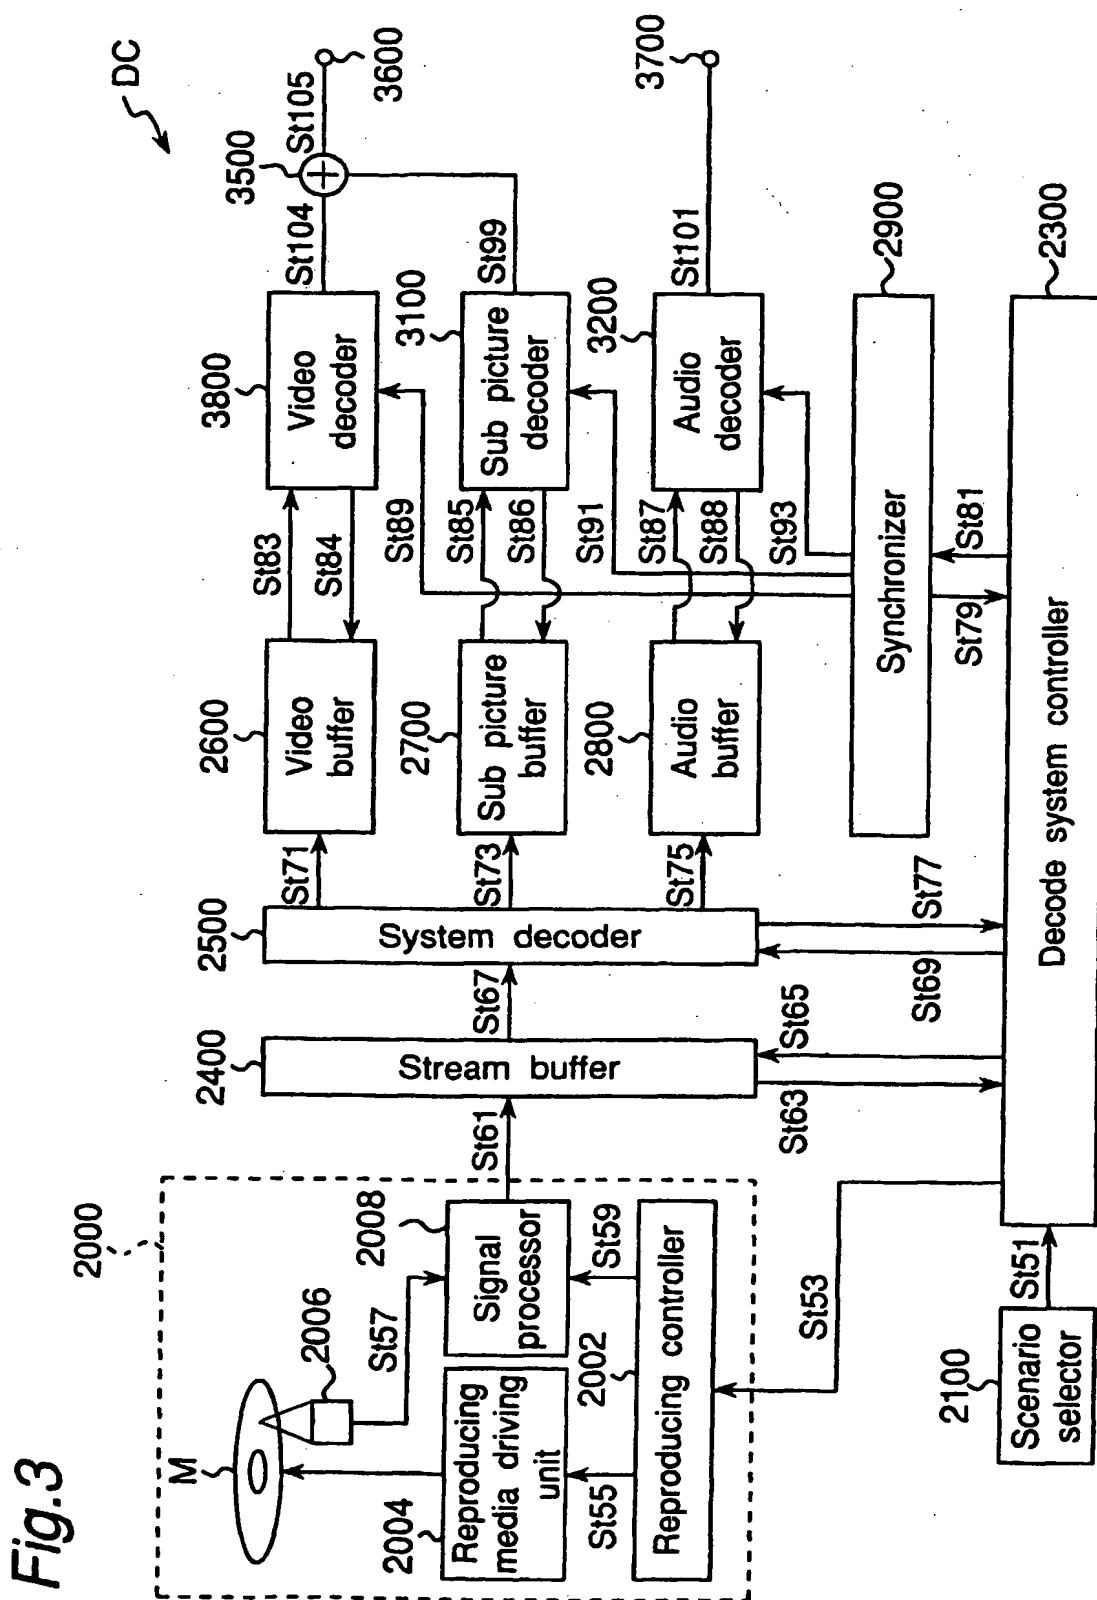 Fig.3
DC
2000
M
2006
St57
2008
Signal
processor
2004
Reproducing
media driving
unit
St55
St59
2002
Reproducing controller
St53
2100
Scenario
selector
St51
St61
2400
Stream buffer
St63
St65
St67
2500
System decoder
St69
St77
St71
St73
St75
2600
Video
buffer
2700
Sub picture
buffer
2800
Audio
buffer
St83
St84
St89
St85
St86
St91
St87
St88
St93
3800
Video
decoder
3100
Sub picture
decoder
3200
Audio
decoder
St104
3500
St105
3600
St99
St101
3700
2900
Synchronizer
St79
St81
2300
Decode system controller